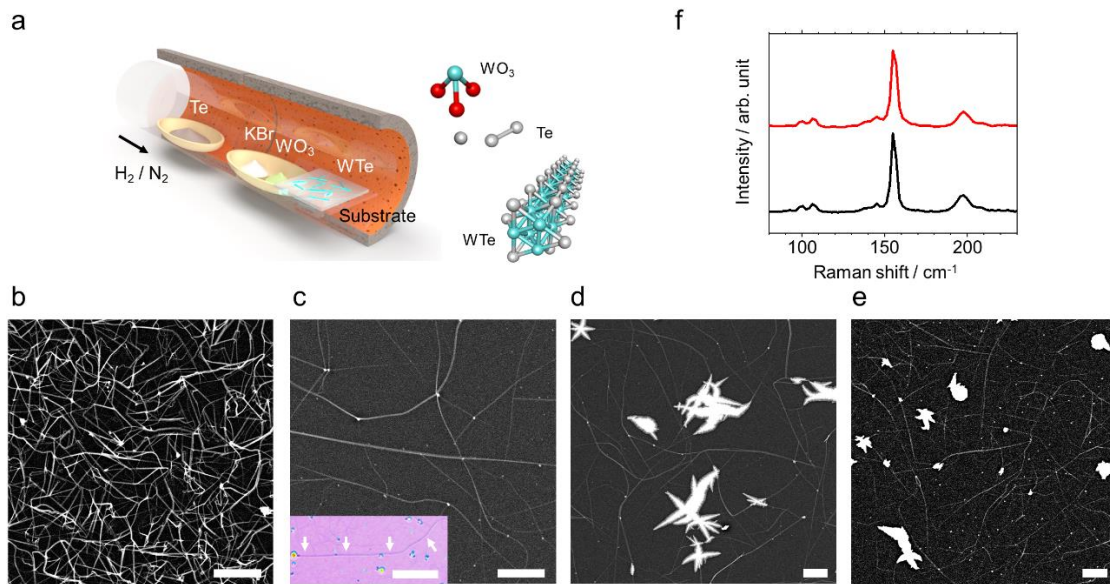 a
Te
KBr
WO₃
WTe
H₂ / N₂
Substrate
WO₃
Te
WTe
f
Intensity / arb. unit
100
150
200
Raman shift / cm⁻¹
b
c
d
e